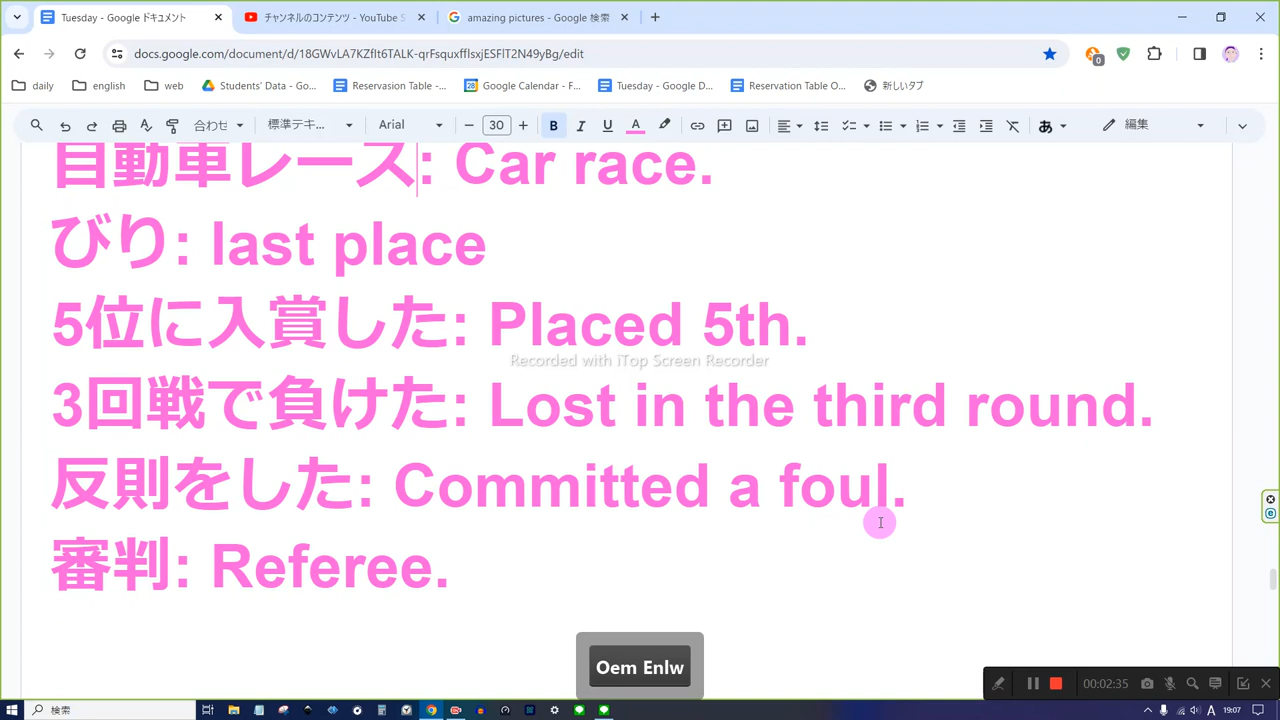 Tuesday - Google ドキュメント
チャンネルのコンテンツ - YouTube S
amazing pictures - Google 検索
docs.google.com/document/d/18GWvLA7KZfIt6TALK-qrFsquxfflsxjESFlT2N49yBg/edit
0
daily
english
web
Students' Data - Go...
Reservasion Table -...
Google Calendar - F...
Tuesday - Google D...
Reservation Table O...
新しいタブ
合わせ
標準テキ...
Arial
30
B
I
U
A
あ
編集
自動車レース: Car race.
びり: last place
5位に入賞した: Placed 5th.
Recorded with iTop Screen Recorder
3回戦で負けた: Lost in the third round.
反則をした: Committed a foul.
審判: Referee.
Oem Enlw
00:02:35
検索
A
19:07